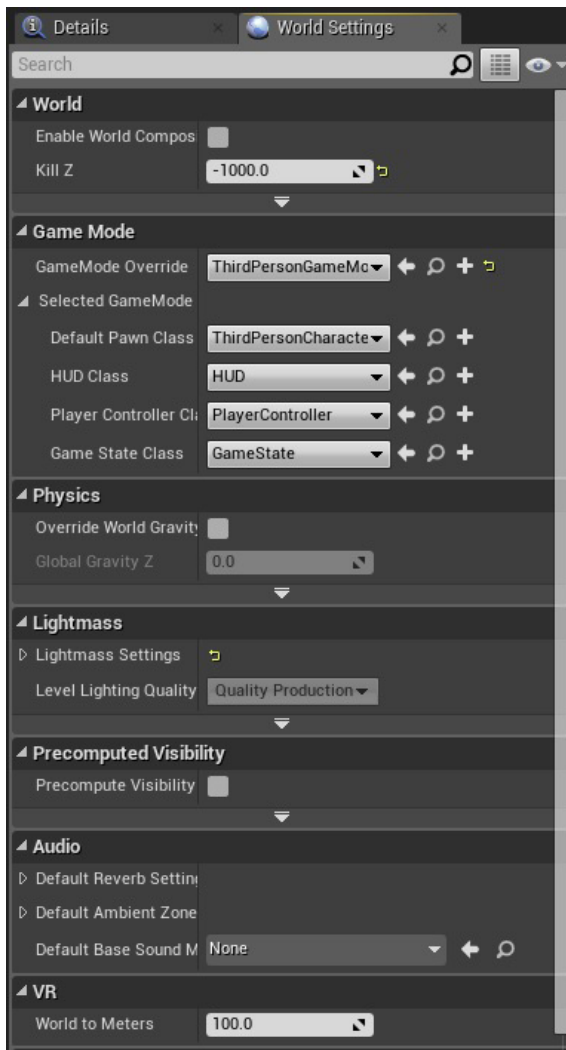 Details
World Settings
Search
World
Enable World Compos
Kill Z -1000.0
Game Mode
GameMode Override ThirdPersonGameMo
Selected GameMode
Default Pawn Class ThirdPersonCharacte
HUD Class HUD
Player Controller Cla PlayerController
Game State Class GameState
Physics
Override World Gravity
Global Gravity Z 0.0
Lightmass
Lightmass Settings
Level Lighting Quality Quality Production
Precomputed Visibility
Precompute Visibility
Audio
Default Reverb Setting
Default Ambient Zone
Default Base Sound M None
VR
World to Meters 100.0